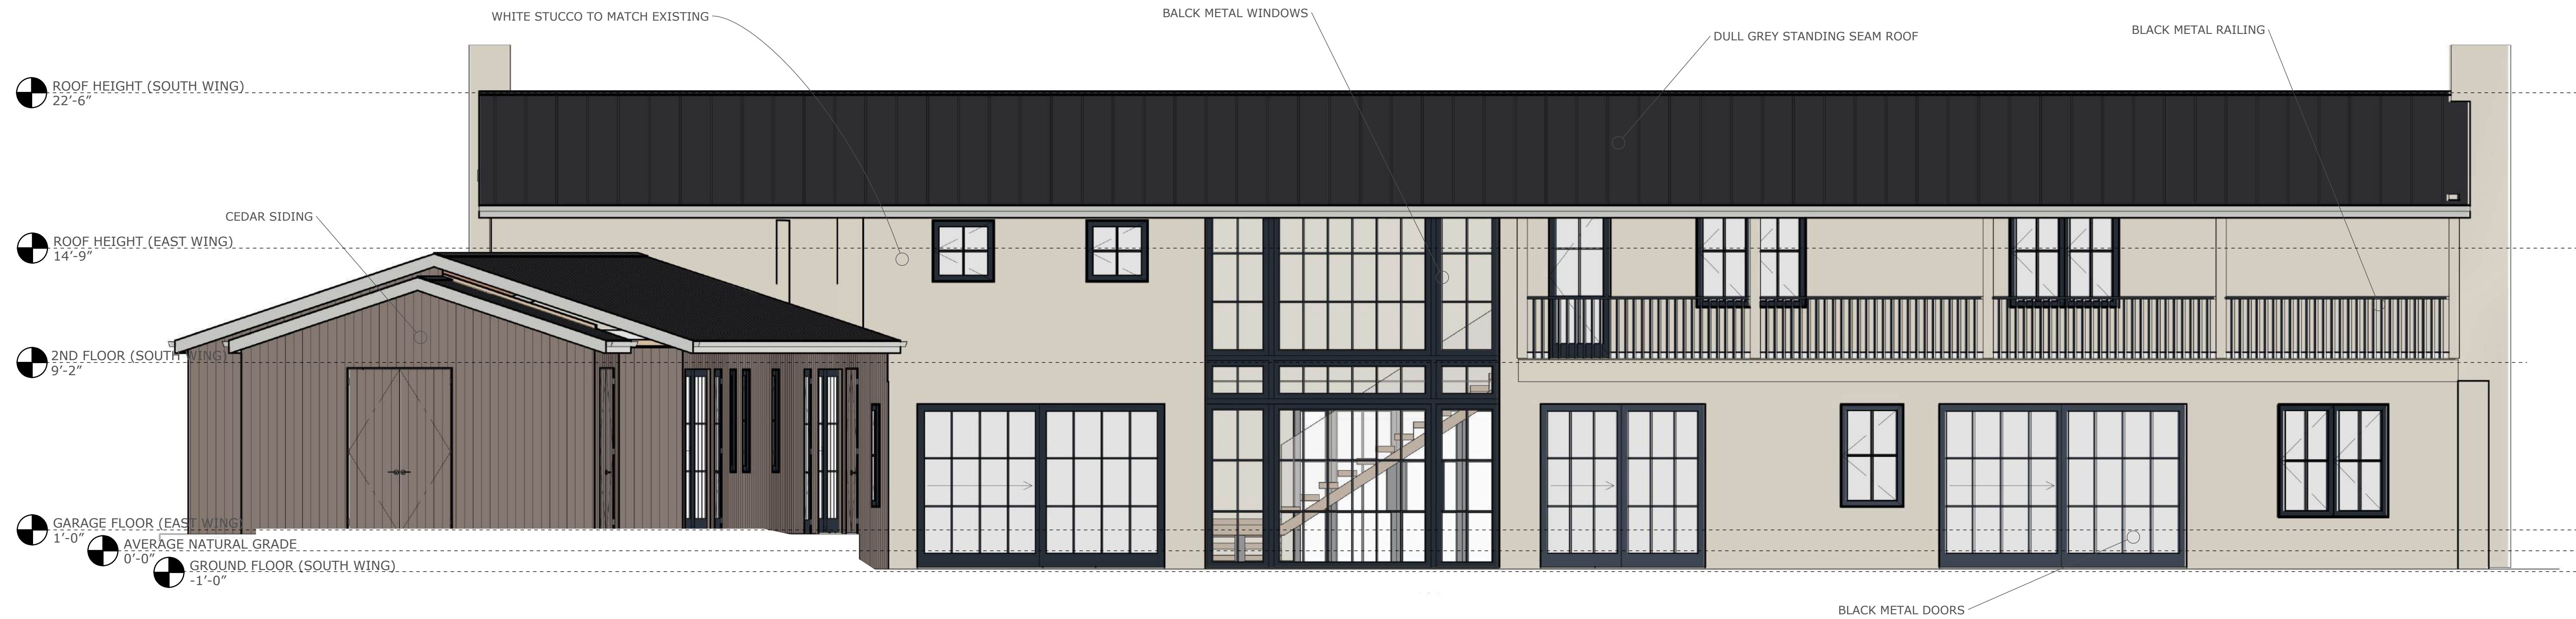 WHITE STUCCO TO MATCH EXISTING
BALCK METAL WINDOWS
DULL GREY STANDING SEAM ROOF
BLACK METAL RAILING
ROOF HEIGHT (SOUTH WING)
22'-6"
CEDAR SIDING
ROOF HEIGHT (EAST WING)
14'-9"
2ND FLOOR (SOUTH WING)
9'-2"
GARAGE FLOOR (EAST WING)
1'-0"
AVERAGE NATURAL GRADE
0'-0"
GROUND FLOOR (SOUTH WING)
-1'-0"
BLACK METAL DOORS